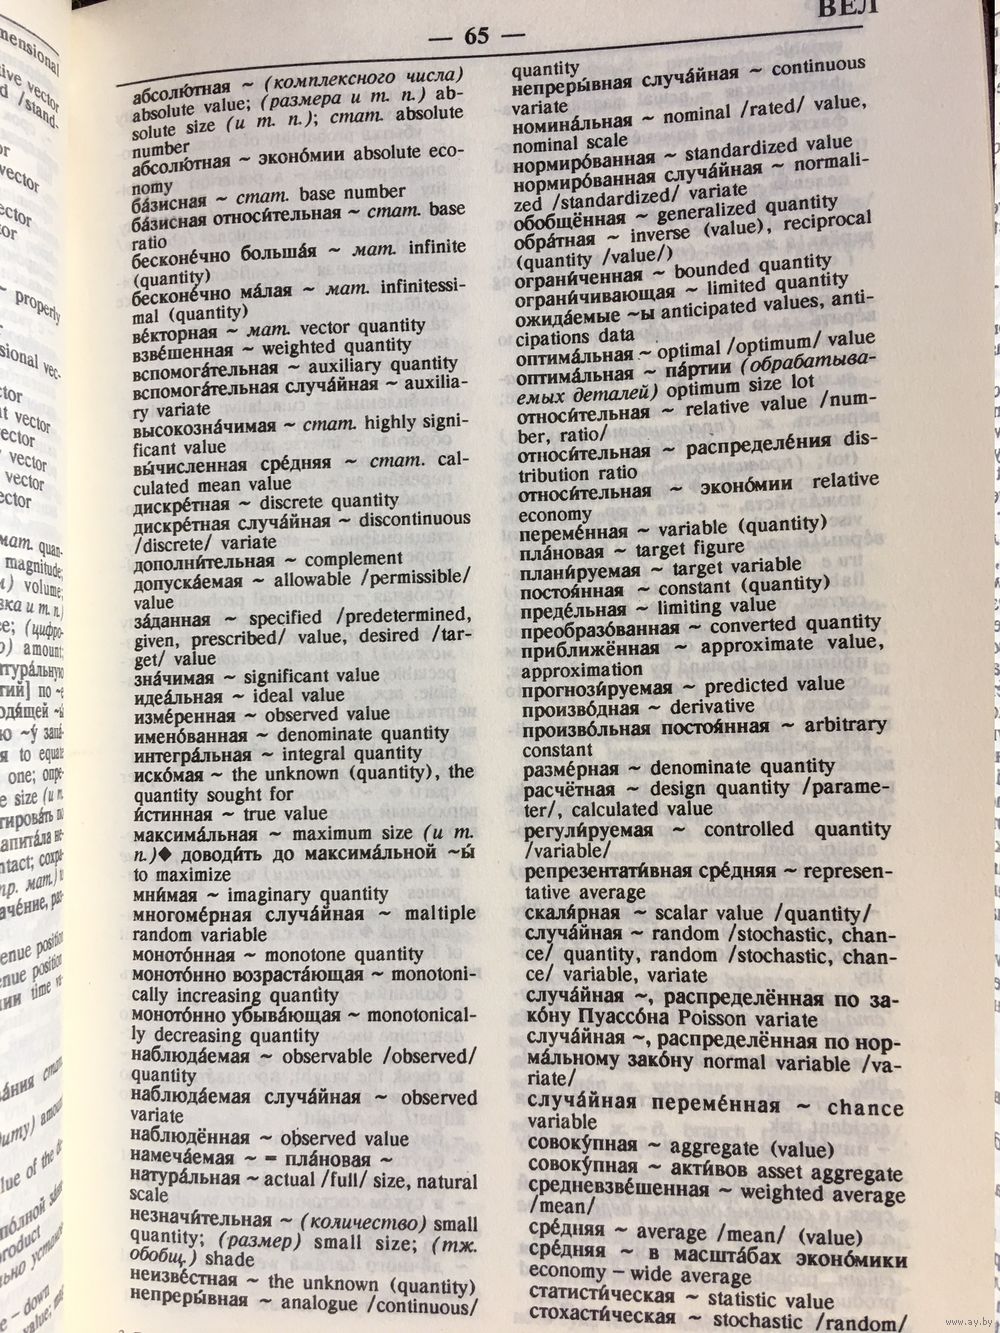 ВЕЛ
— 65 —
абсолю́тная ~ (комплексного числа)
absolute value; (размера и т. п.) ab-
solute size (и т. п.); стат. absolute
number
абсолю́тная ~ эконо́мии absolute eco-
nomy
ба́зисная ~ стат. base number
ба́зисная относи́тельная ~ стат. base
ratio
бесконе́чно больша́я ~ мат. infinite
(quantity)
бесконе́чно ма́лая ~ мат. infinitessi-
mal (quantity)
ве́кторная ~ мат. vector quantity
взве́шенная ~ weighted quantity
вспомога́тельная ~ auxiliary quantity
вспомога́тельная случа́йная ~ auxilia-
ry variate
высокозна́чимая ~ стат. highly signi-
ficant value
вы́численная сре́дняя ~ стат. cal-
culated mean value
дискре́тная ~ discrete quantity
дискре́тная случа́йная ~ discontinuous
/discrete/ variate
дополни́тельная ~ complement
допуска́емая ~ allowable /permissible/
value
за́данная ~ specified /predetermined,
given, prescribed/ value, desired /tar-
get/ value
зна́чимая ~ significant value
идеа́льная ~ ideal value
изме́ренная ~ observed value
имено́ванная ~ denominate quantity
интегра́льная ~ integral quantity
иско́мая ~ the unknown (quantity), the
quantity sought for
и́стинная ~ true value
максима́льная ~ maximum size (и т.
п.)◆ доводи́ть до максима́льной ~ы́
to maximize
мни́мая ~ imaginary quantity
многоме́рная случа́йная ~ maltiple
random variable
моното́нная ~ monotone quantity
моното́нно возраста́ющая ~ monotoni-
cally increasing quantity
моното́нно убыва́ющая ~ monotonical-
ly decreasing quantity
наблюда́емая ~ observable /observed/
quantity
наблюда́емая случа́йная ~ observed
variate
наблюдённая ~ observed value
намеча́емая ~ = пла́новая ~
натура́льная ~ actual /full/ size, natural
scale
незначи́тельная ~ (количество) small
quantity; (размер) small size; (тж.
обобщ.) shade
неизве́стная ~ the unknown (quantity)
непреры́вная ~ analogue /continuous/
quantity
непреры́вная случа́йная ~ continuous
variate
номина́льная ~ nominal /rated/ value,
nominal scale
норми́рованная ~ standardized value
норми́рованная случа́йная ~ normali-
zed /standardized/ variate
обобщённая ~ generalized quantity
обра́тная ~ inverse (value), reciprocal
(quantity /value/)
ограни́ченная ~ bounded quantity
ограни́чивающая ~ limited quantity
ожида́емые ~ы anticipated values, anti-
cipations data
оптима́льная ~ optimal /optimum/ value
оптима́льная ~ па́ртии (обрабатыва-
емых деталей) optimum size lot
относи́тельная ~ relative value /num-
ber, ratio/
относи́тельная ~ распределе́ния dis-
tribution ratio
относи́тельная ~ эконо́мии relative
economy
переме́нная ~ variable (quantity)
пла́новая ~ target figure
плани́руемая ~ target variable
постоя́нная ~ constant (quantity)
преде́льная ~ limiting value
преобразо́ванная ~ converted quantity
приближённая ~ approximate value,
approximation
прогнози́руемая ~ predicted value
произво́дная ~ derivative
произво́льная постоя́нная ~ arbitrary
constant
разме́рная ~ denominate quantity
расчётная ~ design quantity /parame-
ter/, calculated value
регули́руемая ~ controlled quantity
/variable/
репрезентати́вная сре́дняя ~ represen-
tative average
скаля́рная ~ scalar value /quantity/
случа́йная ~ random /stochastic, chan-
ce/ quantity, random /stochastic, chan-
ce/ variable, variate
случа́йная ~, распределённая по за-
ко́ну Пуассо́на Poisson variate
случа́йная ~, распределённая по нор-
ма́льному зако́ну normal variable /va-
riate/
случа́йная переме́нная ~ chance
variable
совоку́пная ~ aggregate (value)
совоку́пная ~ акти́вов asset aggregate
средневзве́шенная ~ weighted average
/mean/
сре́дняя ~ average /mean/ (value)
сре́дняя ~ в масшта́бах эконо́мики
economy – wide average
статисти́ческая ~ statistic value
стохасти́ческая ~ stochastic /random/
www.ay.by